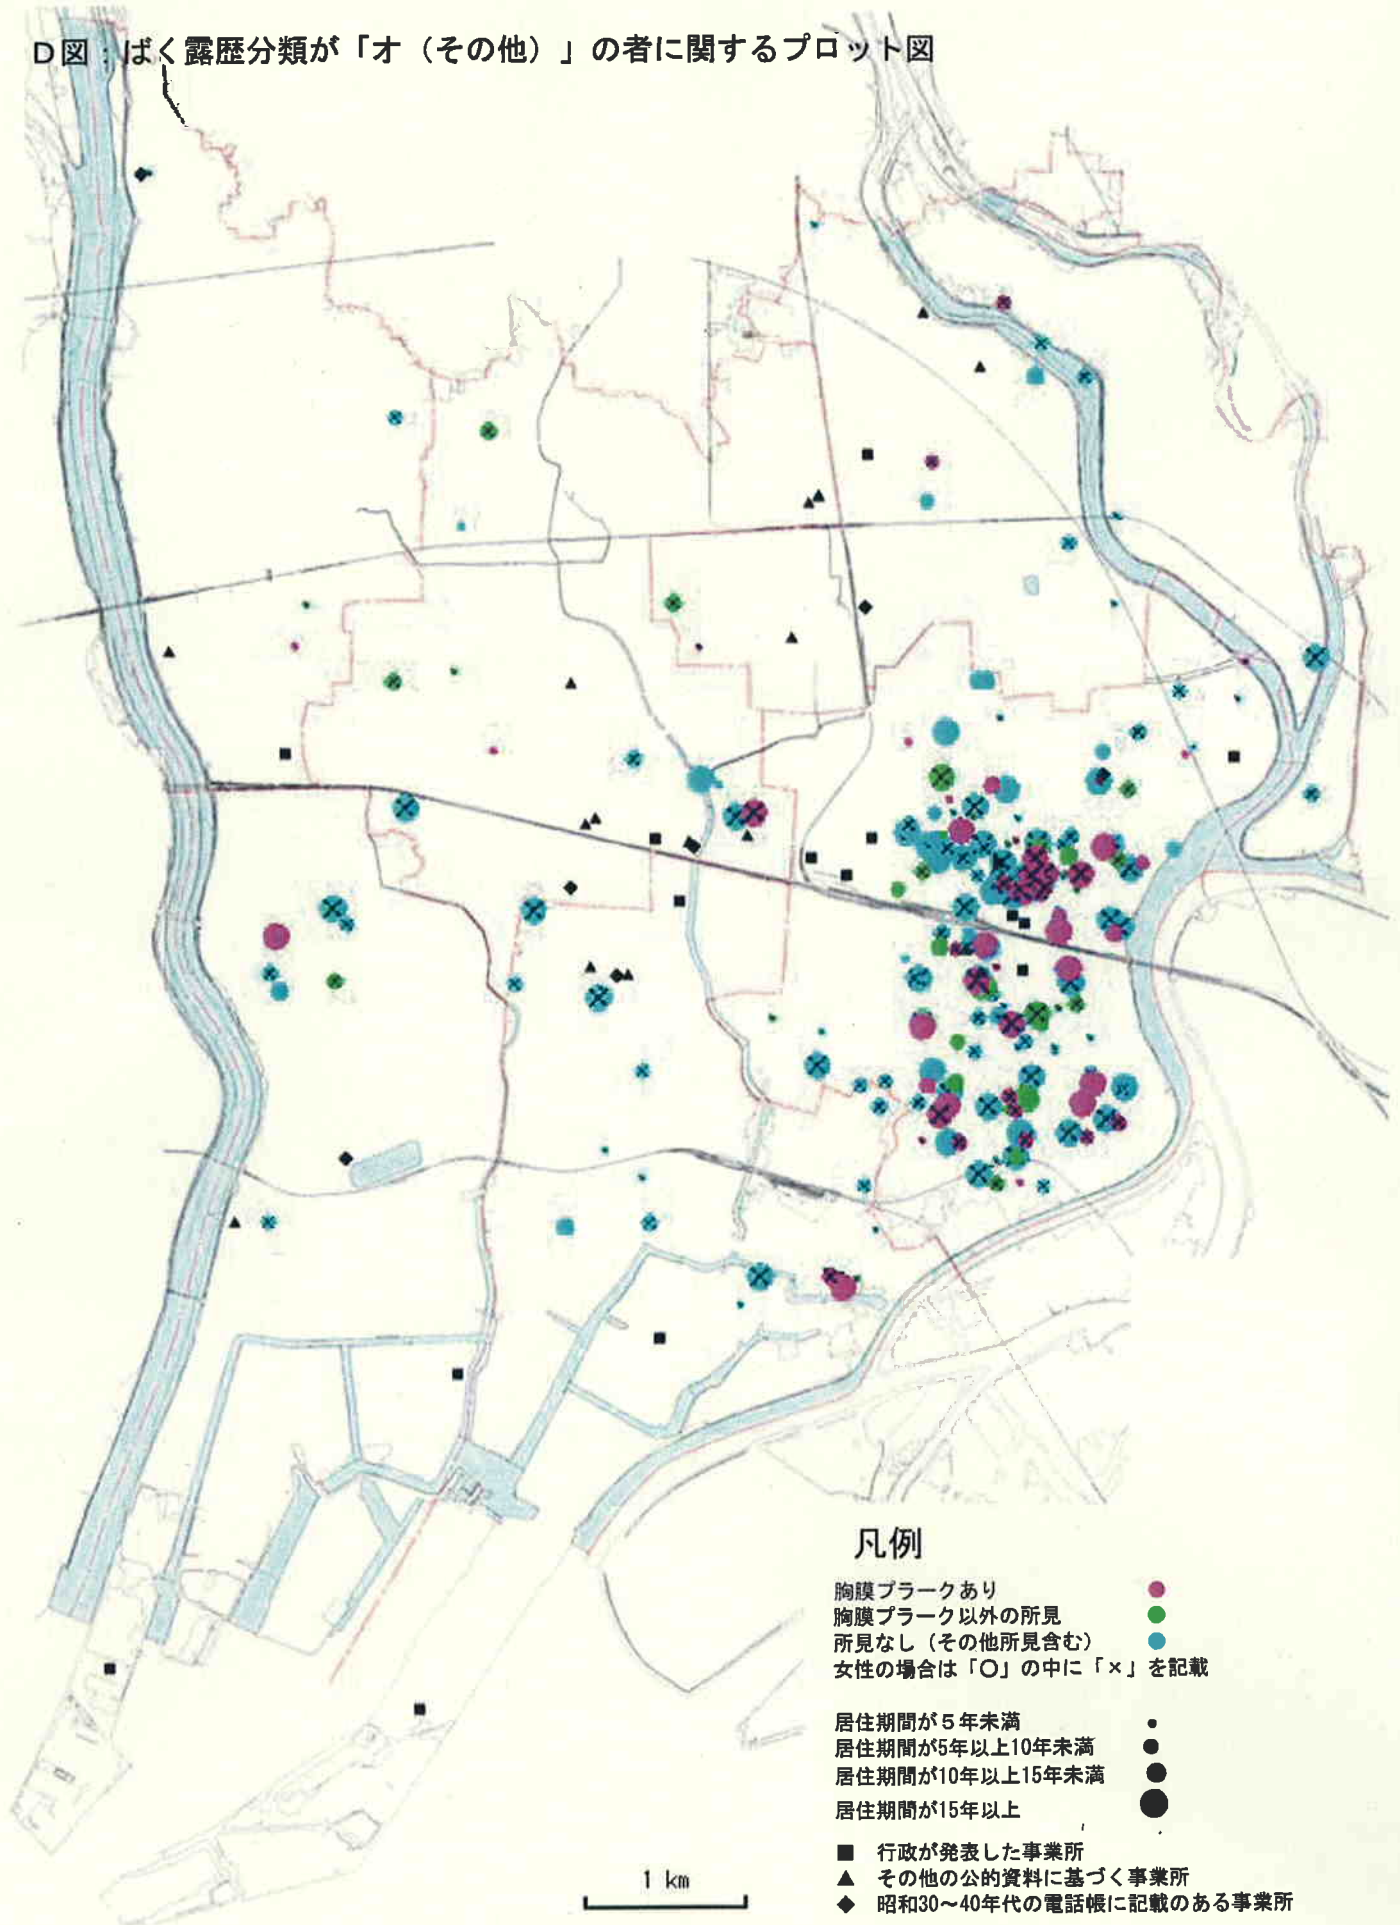 D図：ばく露歴分類が「オ（その他）」の者に関するプロット図
凡例
胸膜プラークあり
胸膜プラーク以外の所見
所見なし（その他所見含む）
女性の場合は「〇」の中に「×」を記載
居住期間が５年未満
居住期間が5年以上10年未満
居住期間が10年以上15年未満
居住期間が15年以上
行政が発表した事業所
その他の公的資料に基づく事業所
昭和30～40年代の電話帳に記載のある事業所
1 km